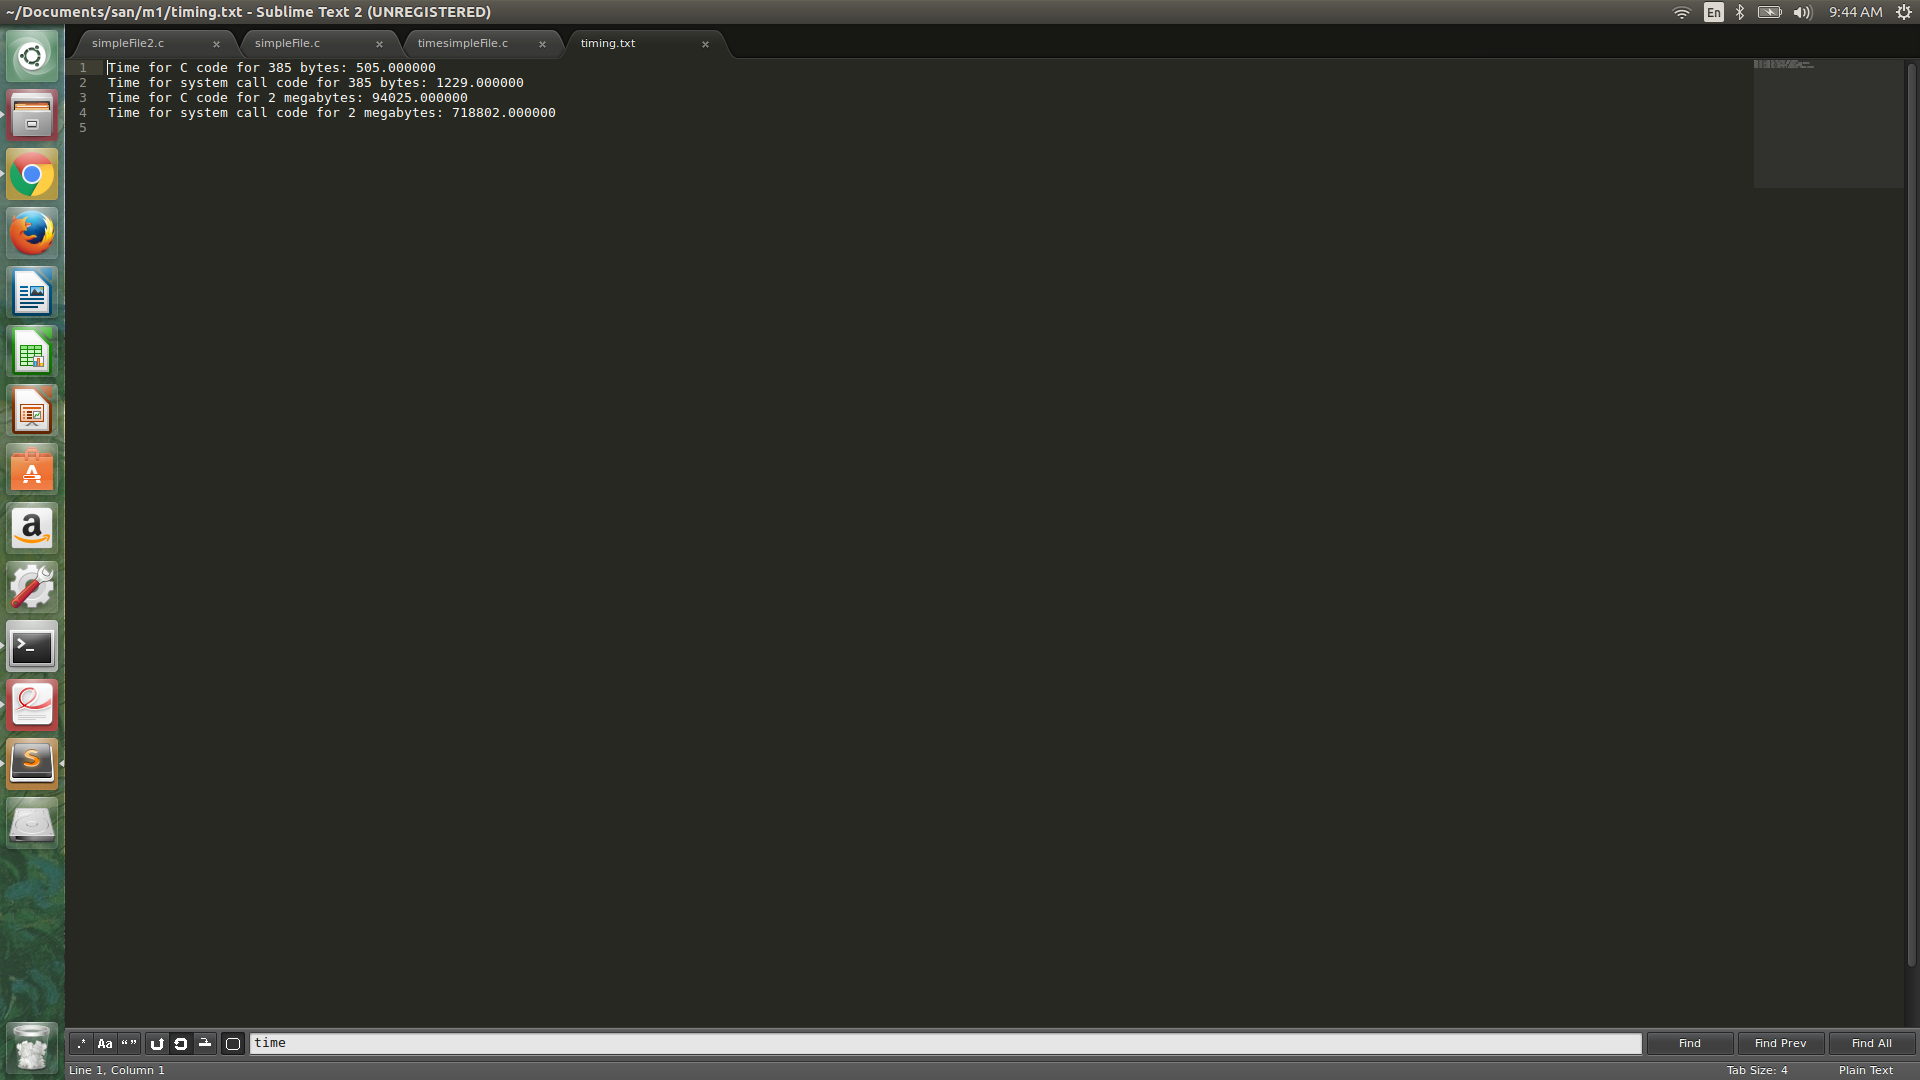 ~/Documents/san/m1/timing.txt - Sublime Text 2 (UNREGISTERED)
En
9:44 AM
simpleFile2.c × simpleFile.c × timesimpleFile.c × timing.txt ×
1 Time for C code for 385 bytes: 505.000000
2 Time for system call code for 385 bytes: 1229.000000
3 Time for C code for 2 megabytes: 94025.000000
4 Time for system call code for 2 megabytes: 718802.000000
5
a
>_
S
.* Aa “ ” time Find Find Prev Find All
Line 1, Column 1 Tab Size: 4 Plain Text